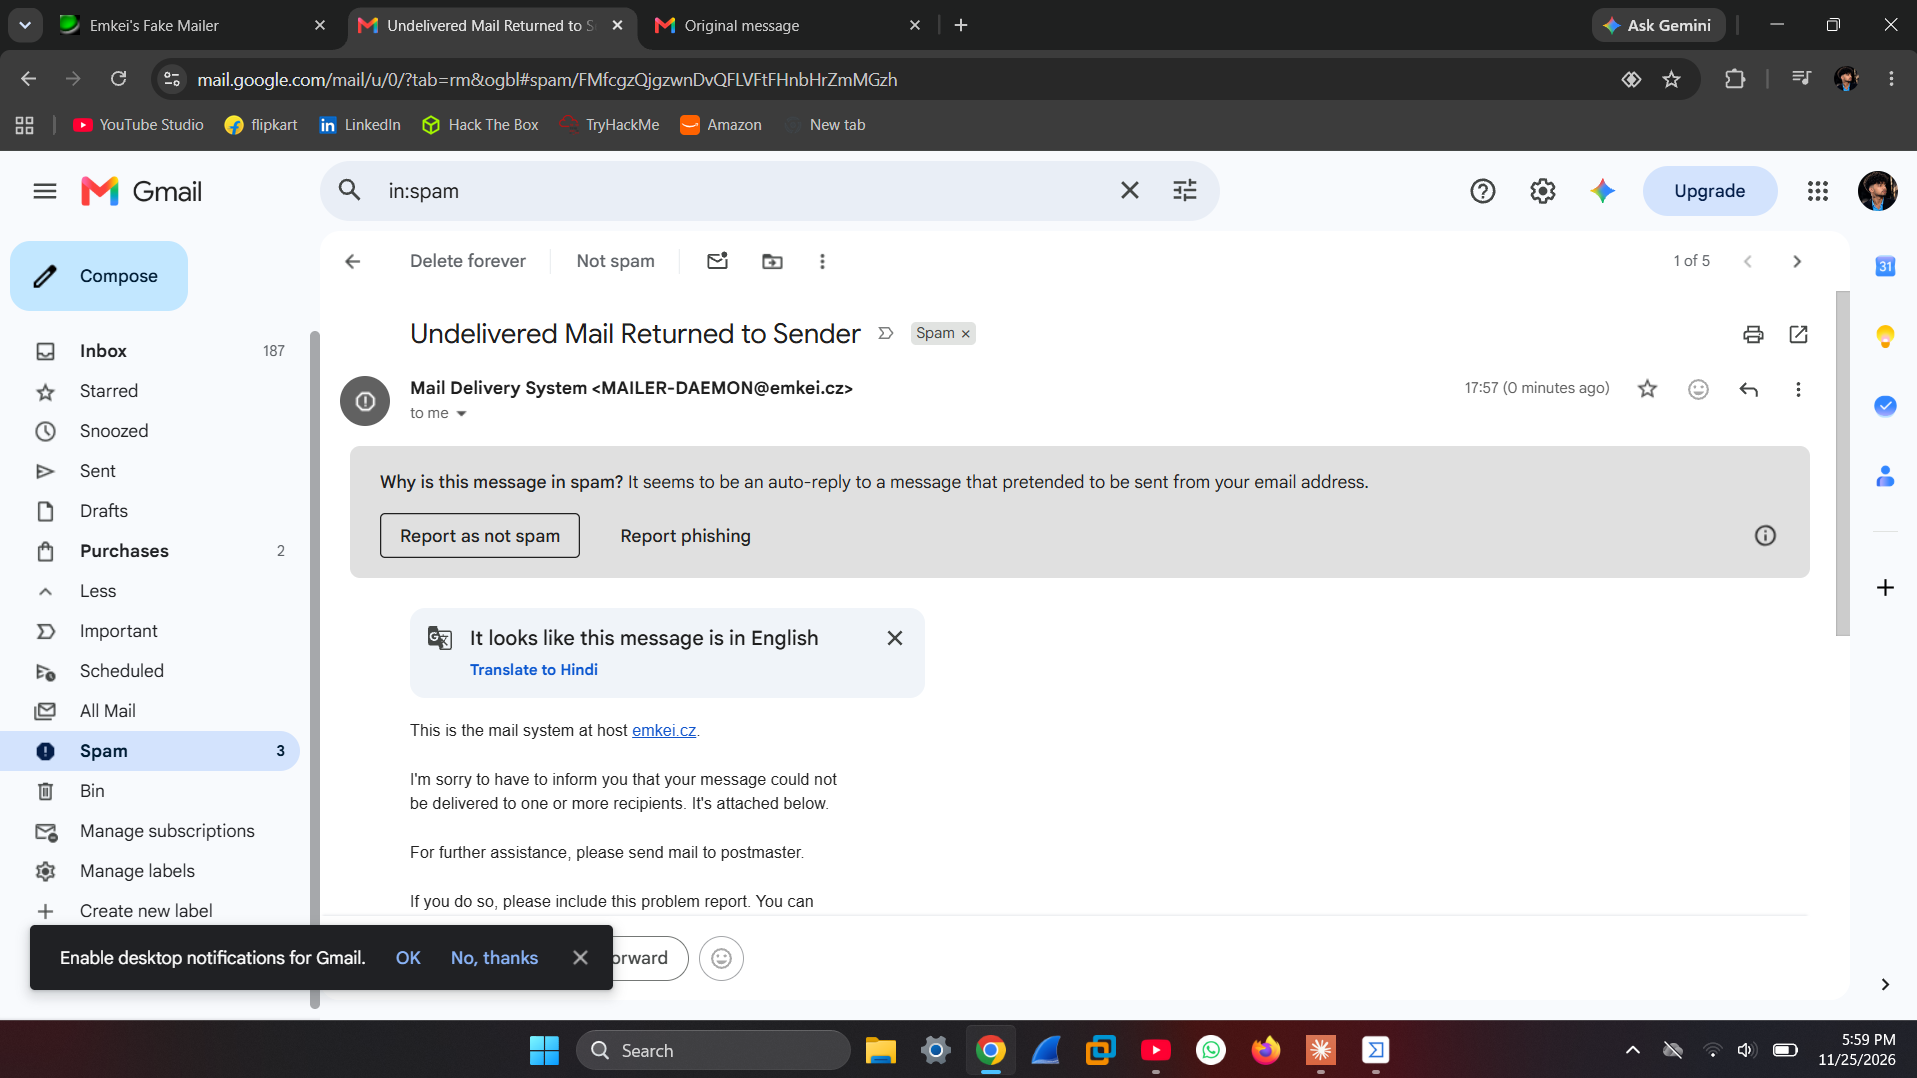 Emkei's Fake Mailer
Undelivered Mail Returned to S
Original message
Ask Gemini
mail.google.com/mail/u/0/?tab=rm&ogbl#spam/FMfcgzQjgzwnDvQFLVFtFHnbHrZmMGzh
YouTube Studio
flipkart
LinkedIn
Hack The Box
TryHackMe
Amazon
New tab
Gmail
in:spam
Upgrade
Compose
Delete forever
Not spam
1 of 5
Inbox 187
Starred
Snoozed
Sent
Drafts
Purchases 2
Less
Important
Scheduled
All Mail
Spam 3
Bin
Manage subscriptions
Manage labels
Create new label
Undelivered Mail Returned to Sender
Spam
Mail Delivery System <MAILER-DAEMON@emkei.cz>
17:57 (0 minutes ago)
to me
Why is this message in spam? It seems to be an auto-reply to a message that pretended to be sent from your email address.
Report as not spam
Report phishing
It looks like this message is in English
Translate to Hindi
This is the mail system at host emkei.cz.
I'm sorry to have to inform you that your message could not
be delivered to one or more recipients. It's attached below.
For further assistance, please send mail to postmaster.
If you do so, please include this problem report. You can
Enable desktop notifications for Gmail.
OK
No, thanks
orward
31
Search
5:59 PM
11/25/2026